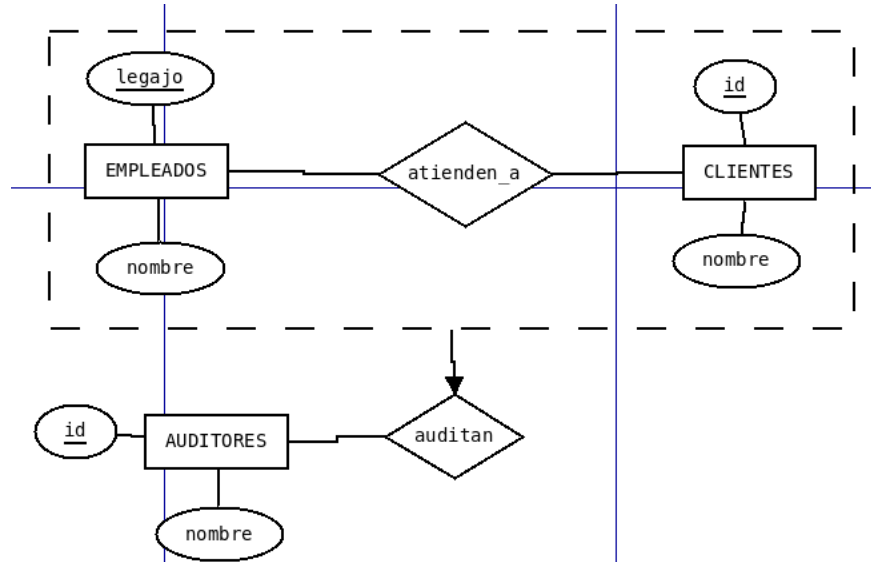 legajo
id
EMPLEADOS
atienden_a
CLIENTES
nombre
nombre
id
AUDITORES
auditan
nombre